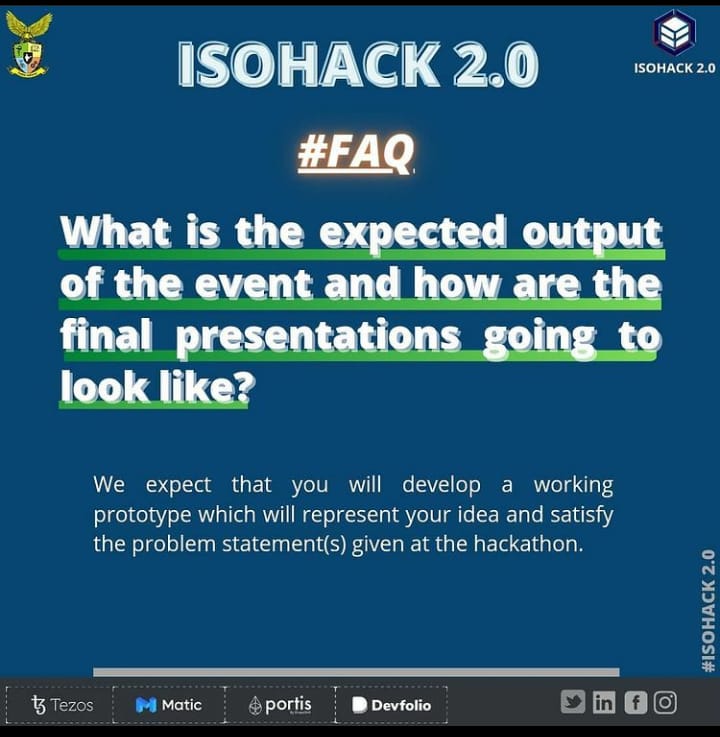 ISOHACK 2.0
ISOHACK 2.0
#FAQ
What is the expected output
of the event and how are the
final presentations going to
look like?
We expect that you will develop a working
prototype which will represent your idea and satisfy
the problem statement(s) given at the hackathon.
#ISOHACK 2.0
Tezos
Matic
portis
Devfolio